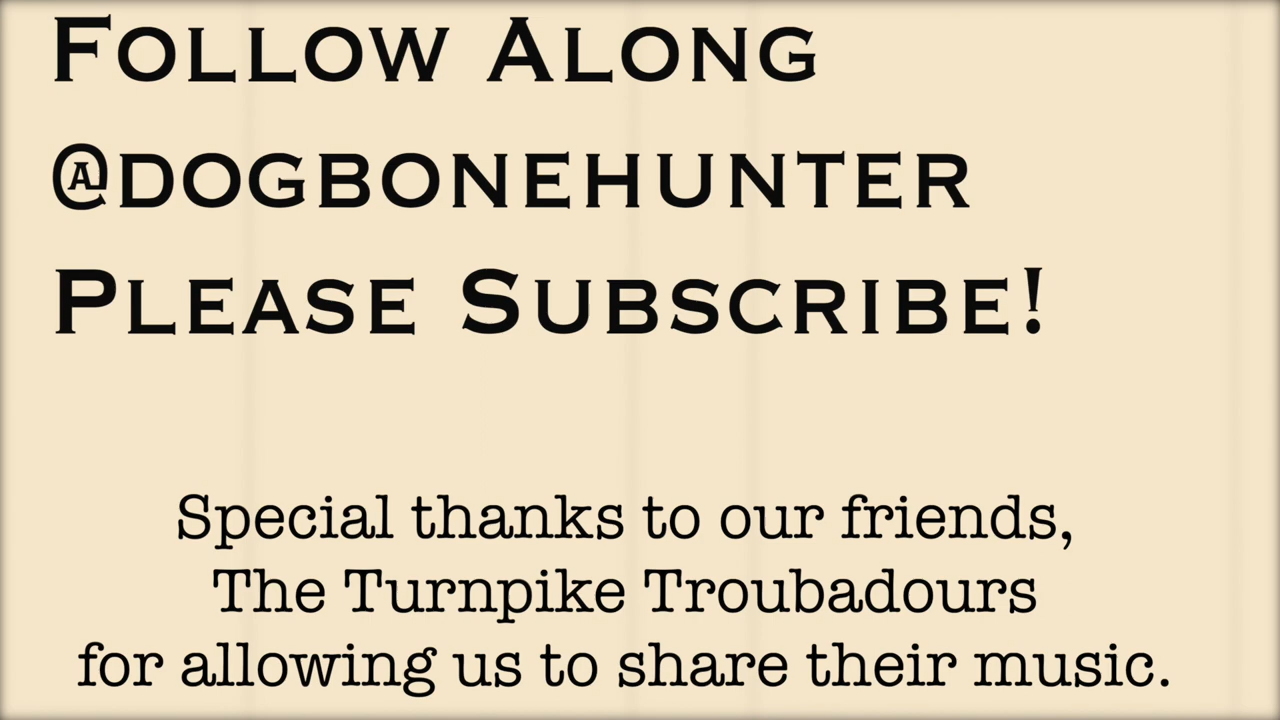 Follow Along
@dogbonehunter
Please Subscribe!
Special thanks to our friends,
The Turnpike Troubadours
for allowing us to share their music.